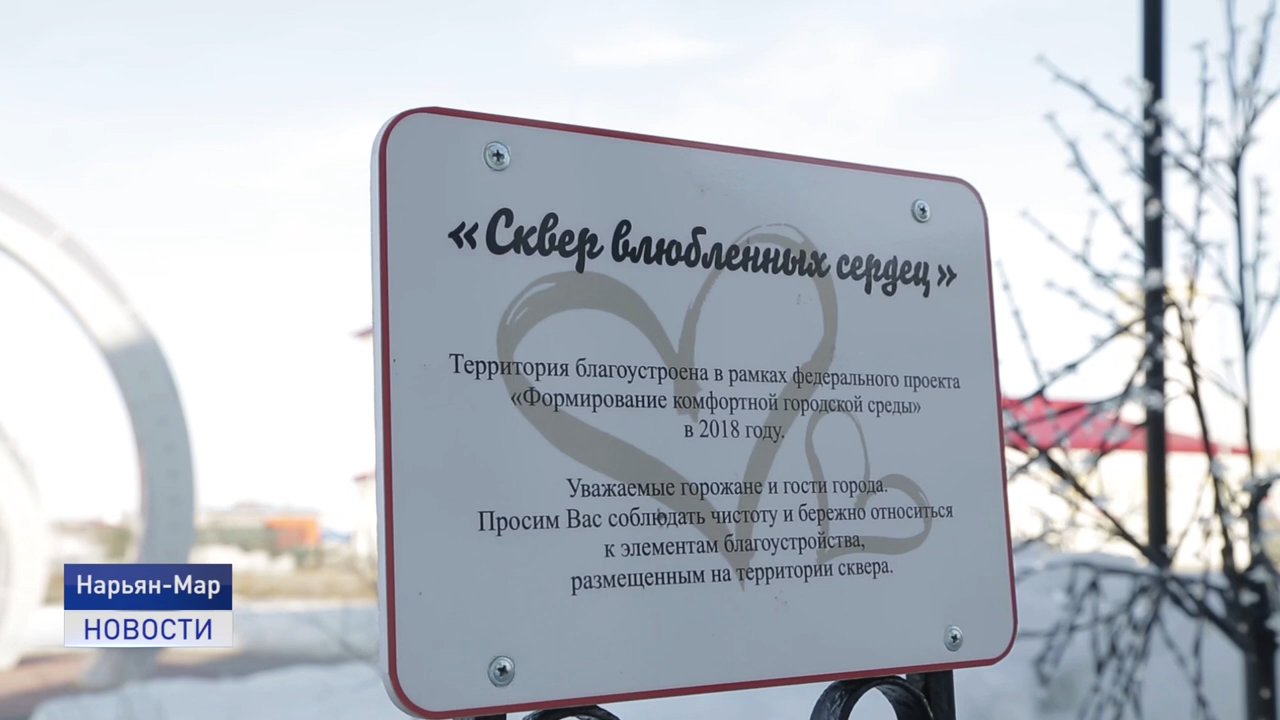 «Сквер влюбленных сердец»
Территория благоустроена в рамках федерального проекта
«Формирование комфортной городской среды»
в 2018 году.
Уважаемые горожане и гости города.
Просим Вас соблюдать чистоту и бережно относиться
к элементам благоустройства,
размещенным на территории сквера.
Нарьян-Мар
НОВОСТИ